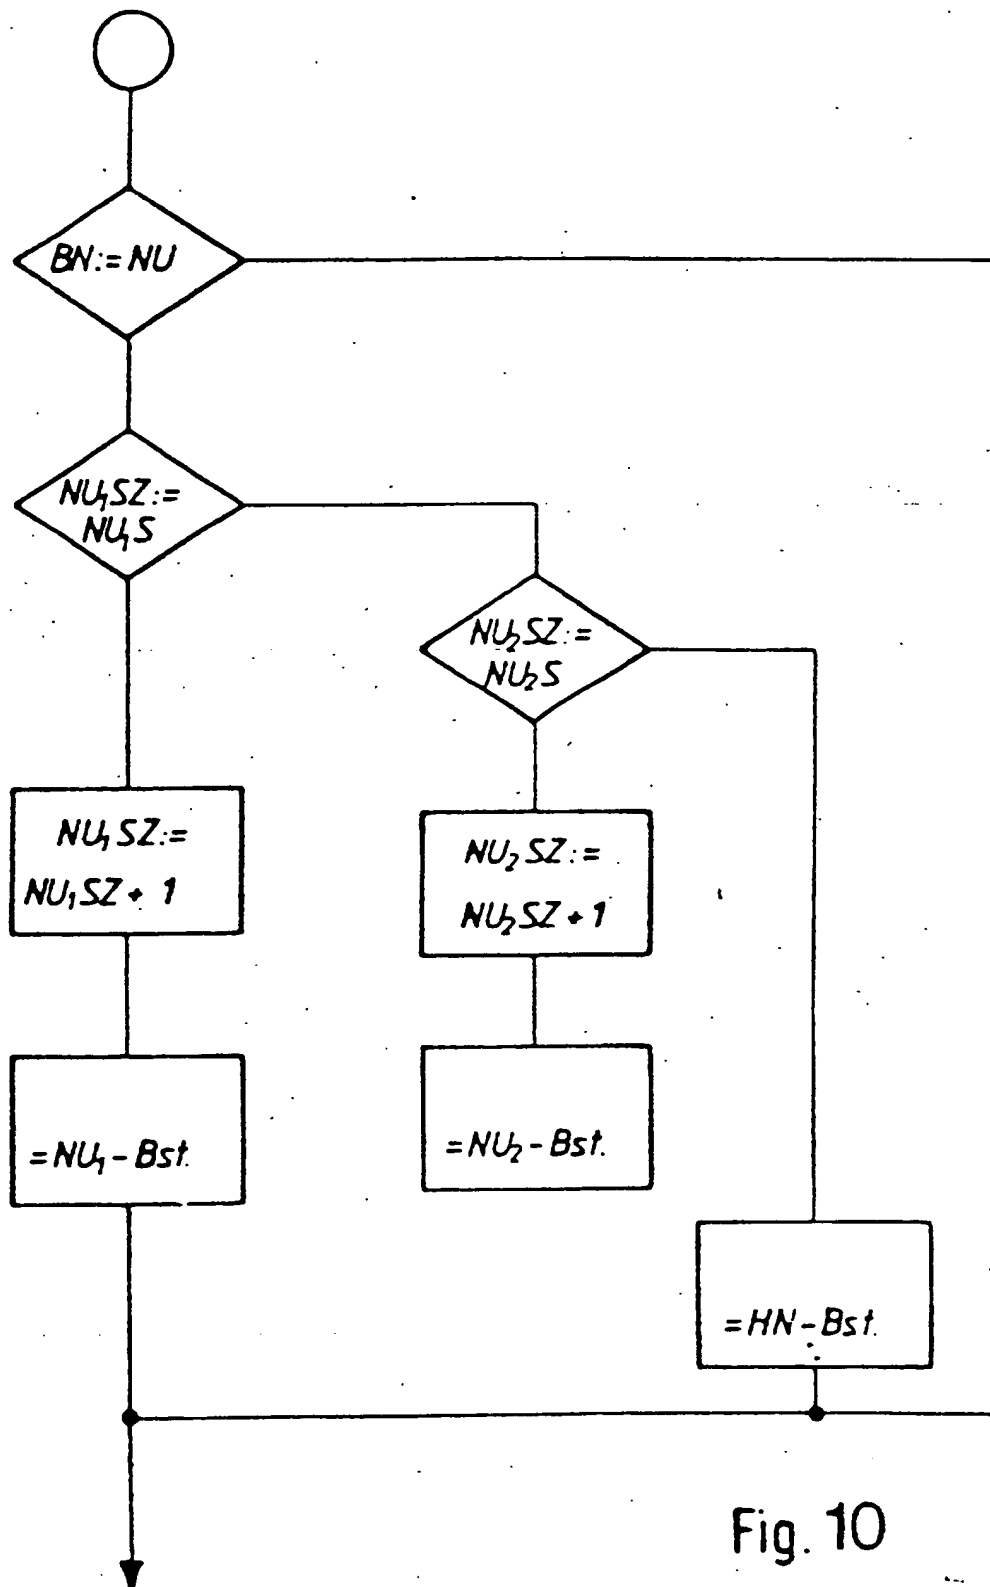 BN:=NU
NU₁SZ:=
NU₁S
NU₂SZ:=
NU₂S
NU₁SZ:=
NU₁SZ + 1
NU₂SZ:=
NU₂SZ + 1
=NU₁-Bst.
=NU₂-Bst.
=HN-Bst.
Fig. 10